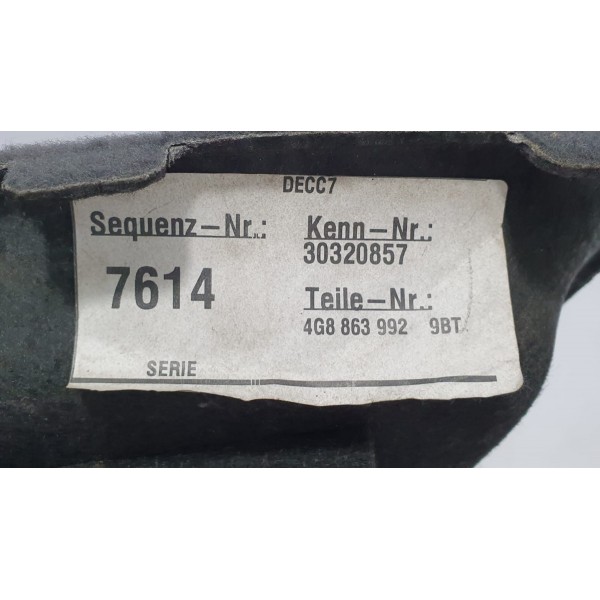 DECC7
Sequenz-Nr.: Kenn-Nr.:
30320857
7614
Teile-Nr.:
4G8 863 992 9BT
SERIE